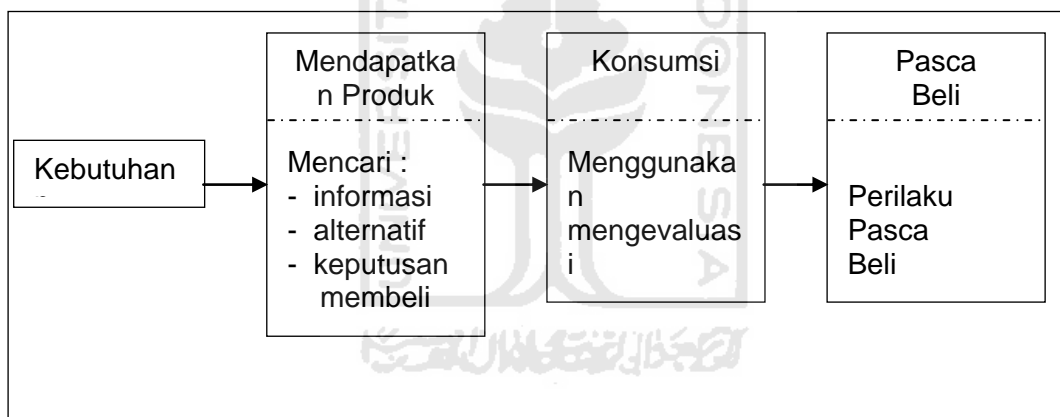 Kebutuhan
Mendapatka
n Produk
Mencari :
- informasi
- alternatif
- keputusan
membeli
Konsumsi
Menggunaka
n
mengevaluas
i
Pasca
Beli
Perilaku
Pasca
Beli